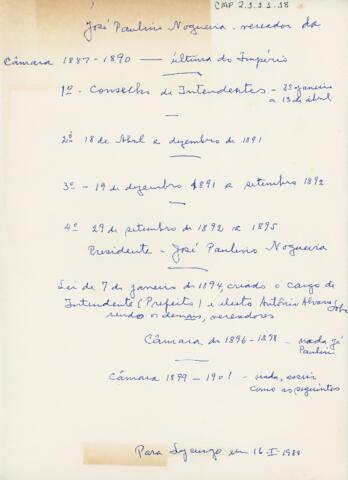 CMP 2.1.11.18
José Paulino Nogueira - vereador da
Câmara 1887-1890 — última do Império
1º - Conselho de Intendentes - 25 janeiro
a 13 de abril
2º 18 de Abril a dezembro de 1891
3º - 19 de dezembro 1891 a setembro 1892
4º 29 de setembro de 1892 a 1895
Presidente - José Paulino Nogueira
Lei de 7 de janeiro de 1894, criado o cargo de
Intendente (Prefeito) e eleito Antônio Alvares Lobo
sendo os demais, vereadores
Câmara de 1896-1898 - nada já
Paulino
Câmara 1899-1901 - nada, assim
como as seguintes
Para em 16-I-1980